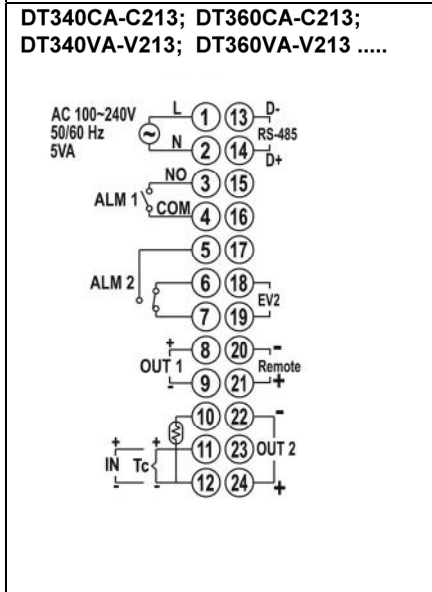 DT340CA-C213; DT360CA-C213;
DT340VA-V213; DT360VA-V213 .....
AC 100~240V
50/60 Hz
5VA
L
N
~
1 13 D-
RS-485
2 14 D+
NO
3 15
ALM 1
COM
4 16
5 17
ALM 2
6 18
EV2
7 19
+
8 20 -
OUT 1
Remote
-
9 21 +
10 22 -
+ +
IN Tc
11 23 OUT 2
- -
12 24 +